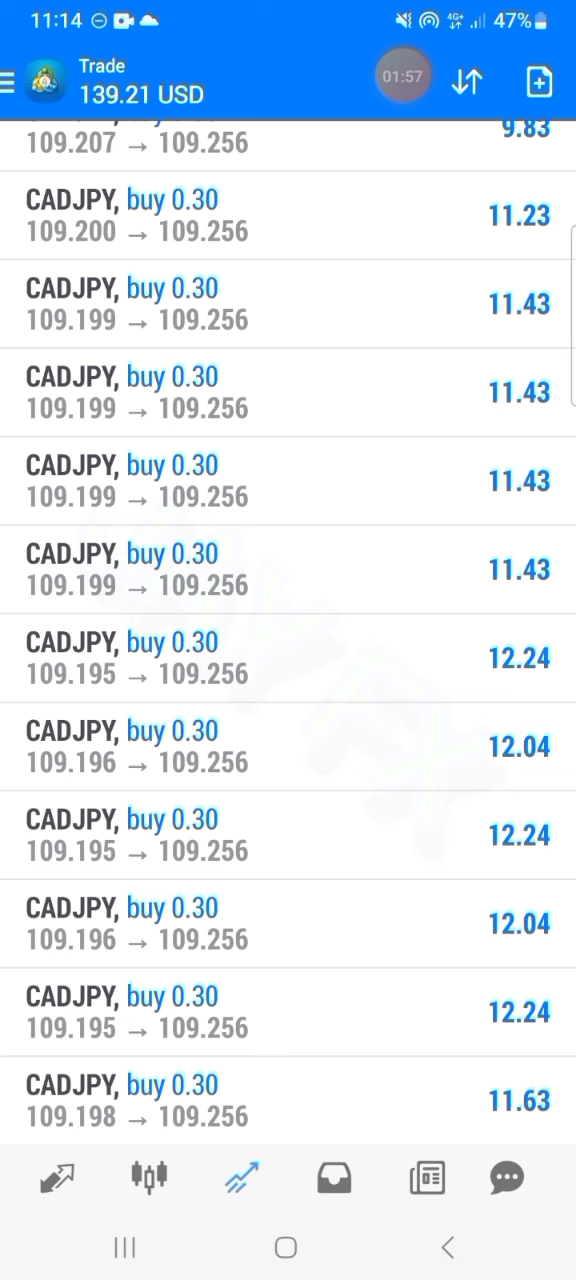 11:14
4G+
47%
Trade
139.21 USD
01:57
9.83
109.207 → 109.256
CADJPY, buy 0.30
11.23
109.200 → 109.256
CADJPY, buy 0.30
11.43
109.199 → 109.256
CADJPY, buy 0.30
11.43
109.199 → 109.256
CADJPY, buy 0.30
11.43
109.199 → 109.256
CADJPY, buy 0.30
11.43
109.199 → 109.256
CADJPY, buy 0.30
12.24
109.195 → 109.256
CADJPY, buy 0.30
12.04
109.196 → 109.256
CADJPY, buy 0.30
12.24
109.195 → 109.256
CADJPY, buy 0.30
12.04
109.196 → 109.256
CADJPY, buy 0.30
12.24
109.195 → 109.256
CADJPY, buy 0.30
11.63
109.198 → 109.256